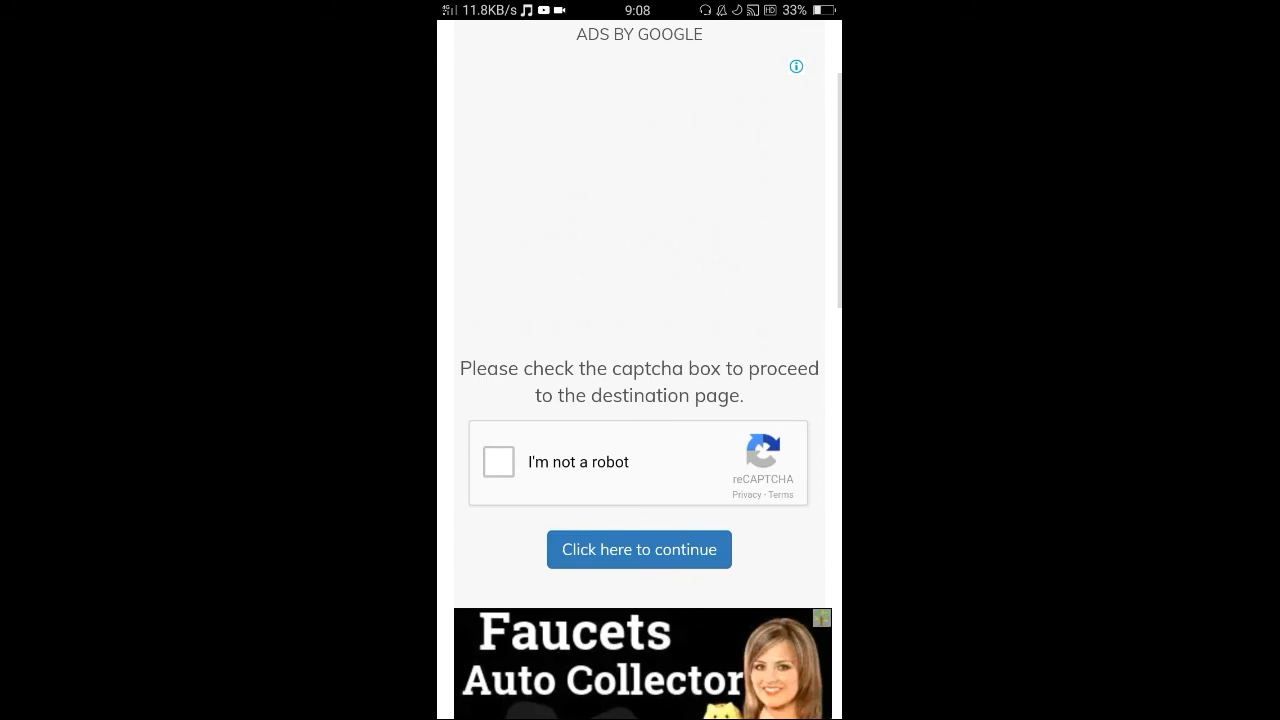 11.8KB/s 9:08 HD 33%
ADS BY GOOGLE
Please check the captcha box to proceed
to the destination page.
I'm not a robot
reCAPTCHA
Privacy · Terms
Click here to continue
Faucets
Auto Collector